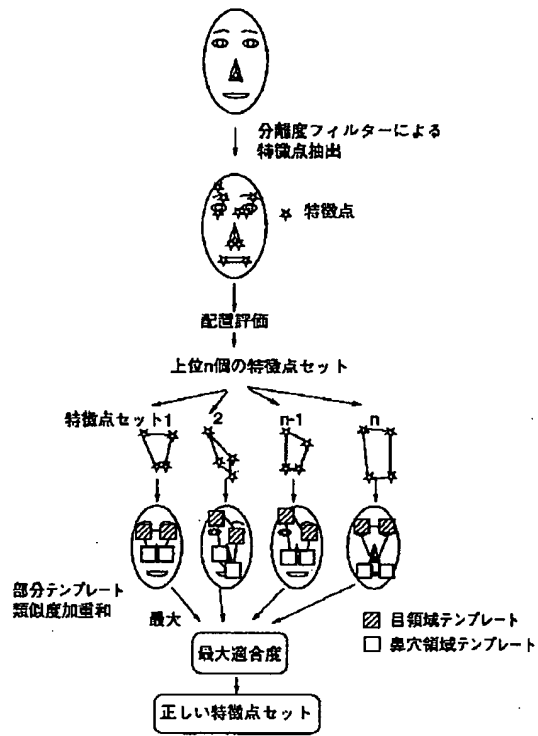 分離度フィルターによる
特徴点抽出
特徴点
配置評価
上位n個の特徴点セット
特徴点セット1
2
n-1
n
部分テンプレート
類似度加重和
最大
目領域テンプレート
鼻穴領域テンプレート
最大適合度
正しい特徴点セット